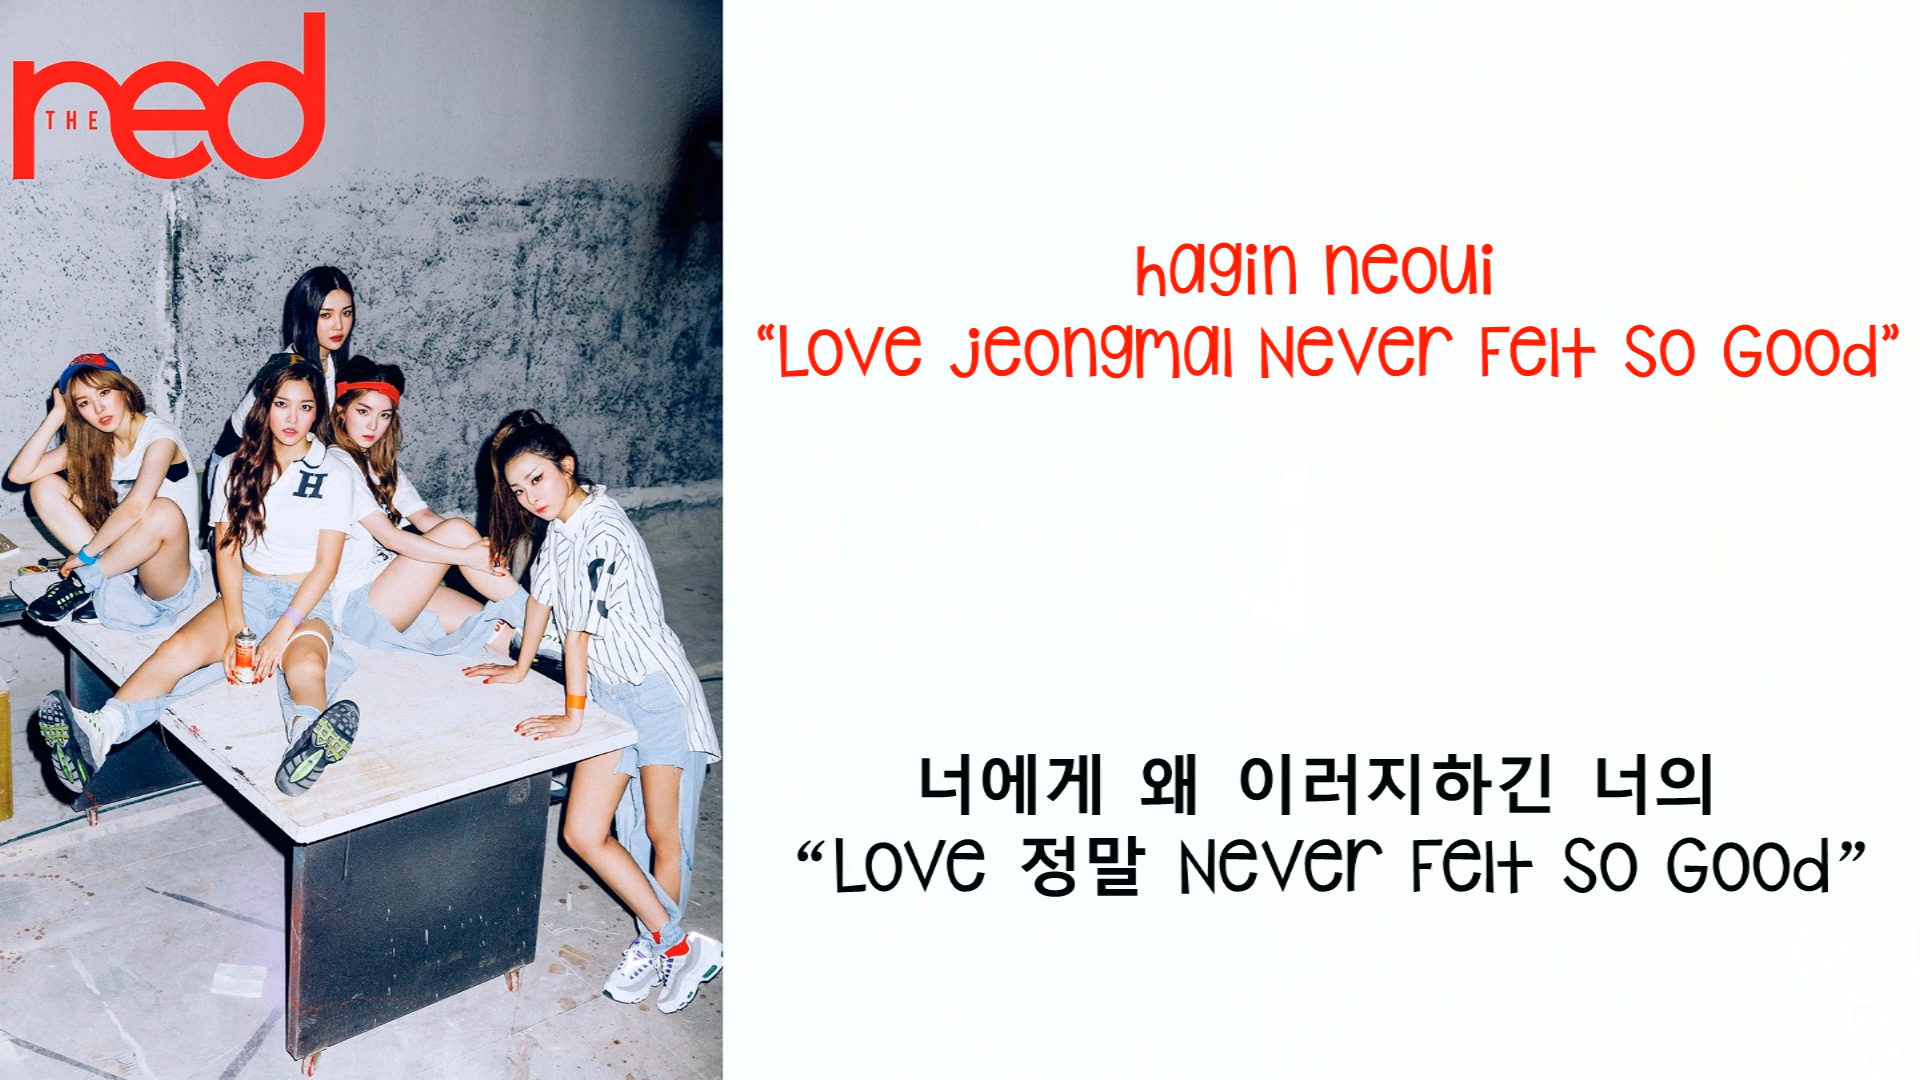 THE
red
hagin neoui
“Love jeongmal Never Felt So Good”
너에게 왜 이러지하긴 너의
“Love 정말 Never Felt So Good”
H
S